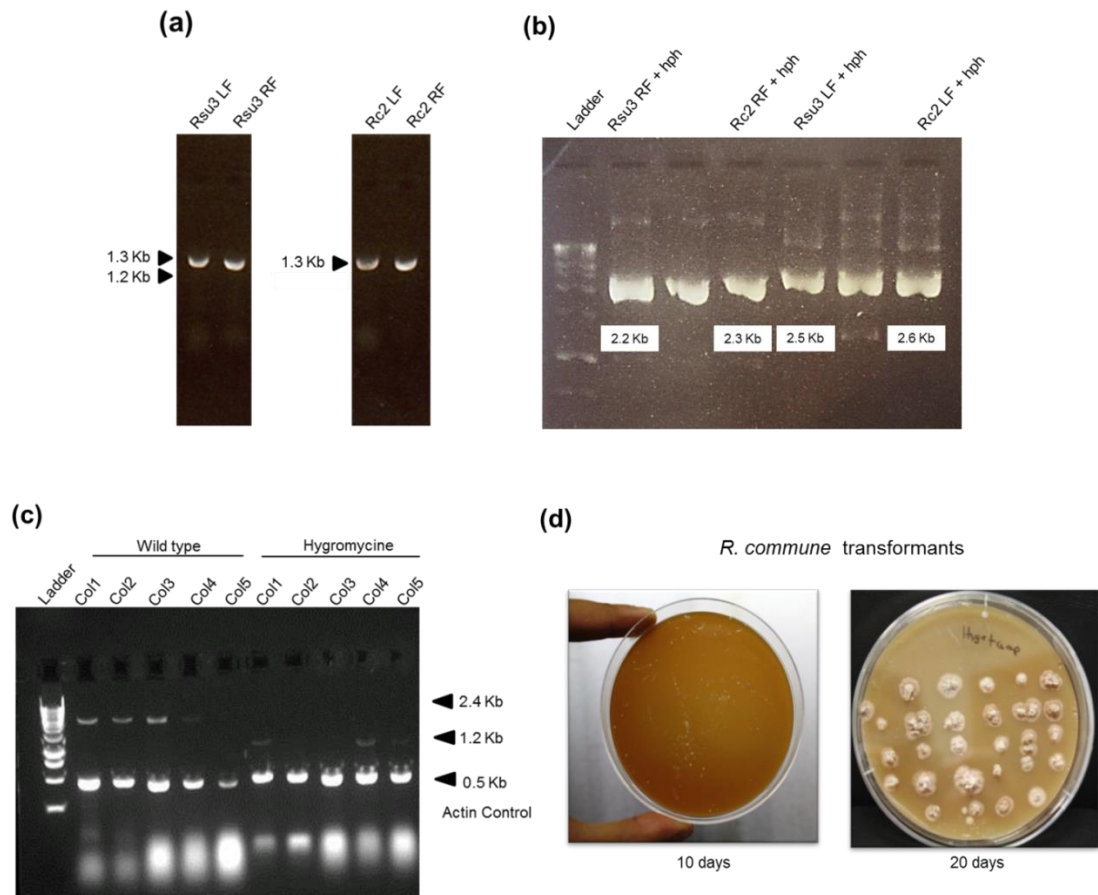 (a)
Rsu3 LF
Rsu3 RF
Rc2 LF
Rc2 RF
1.3 Kb
1.2 Kb
1.3 Kb
(b)
Ladder
Rsu3 RF + hph
Rc2 RF + hph
Rsu3 LF + hph
Rc2 LF + hph
2.2 Kb
2.3 Kb
2.5 Kb
2.6 Kb
(c)
Wild type
Hygromycine
Ladder
Col1
Col2
Col3
Col4
Col5
Col1
Col2
Col3
Col4
Col5
2.4 Kb
1.2 Kb
0.5 Kb
Actin Control
(d)
R. commune transformants
10 days
20 days